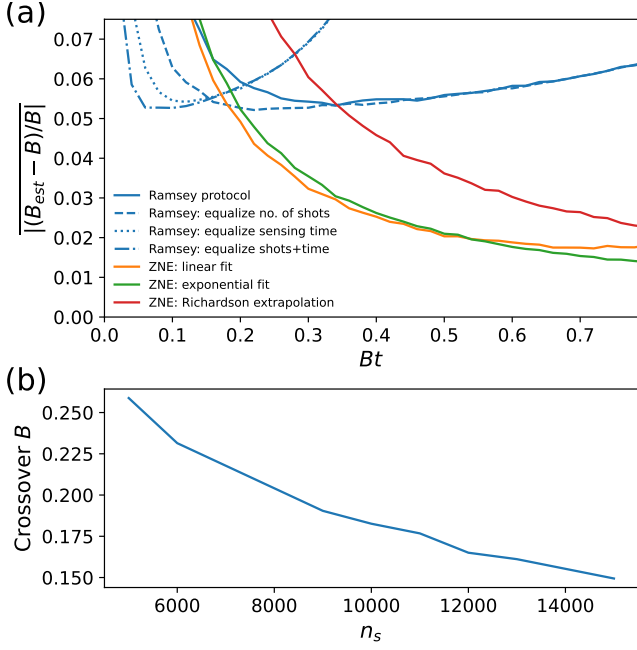 (a)
0.07
0.06
0.05
0.04
0.03
0.02
0.01
0.00
|(B_est − B)/B|
Ramsey protocol
Ramsey: equalize no. of shots
Ramsey: equalize sensing time
Ramsey: equalize shots+time
ZNE: linear fit
ZNE: exponential fit
ZNE: Richardson extrapolation
0.0 0.1 0.2 0.3 0.4 0.5 0.6 0.7
Bt
(b)
0.250
0.225
0.200
0.175
0.150
Crossover B
6000 8000 10000 12000 14000
n_s